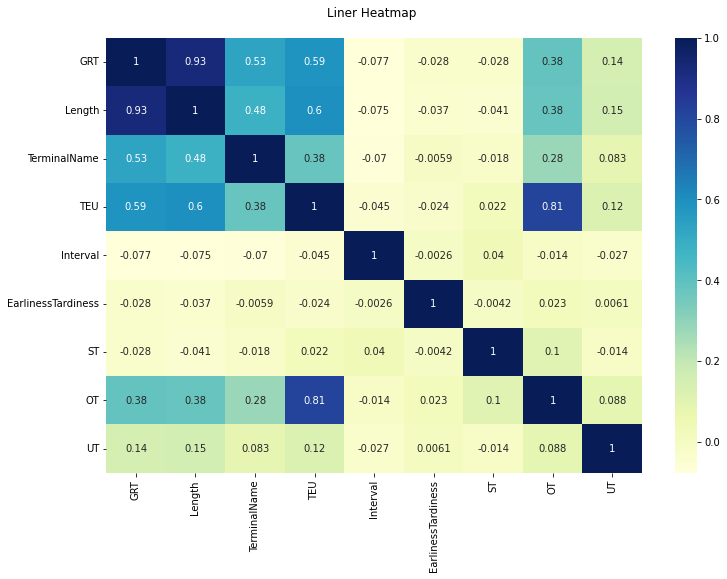 Liner Heatmap
GRT 1 0.93 0.53 0.59 -0.077 -0.028 -0.028 0.38 0.14
Length 0.93 1 0.48 0.6 -0.075 -0.037 -0.041 0.38 0.15
TerminalName 0.53 0.48 1 0.38 -0.07 -0.0059 -0.018 0.28 0.083
TEU 0.59 0.6 0.38 1 -0.045 -0.024 0.022 0.81 0.12
Interval -0.077 -0.075 -0.07 -0.045 1 -0.0026 0.04 -0.014 -0.027
EarlinessTardiness -0.028 -0.037 -0.0059 -0.024 -0.0026 1 -0.0042 0.023 0.0061
ST -0.028 -0.041 -0.018 0.022 0.04 -0.0042 1 0.1 -0.014
OT 0.38 0.38 0.28 0.81 -0.014 0.023 0.1 1 0.088
UT 0.14 0.15 0.083 0.12 -0.027 0.0061 -0.014 0.088 1
GRT Length TerminalName TEU Interval EarlinessTardiness ST OT UT
1.0
0.8
0.6
0.4
0.2
0.0